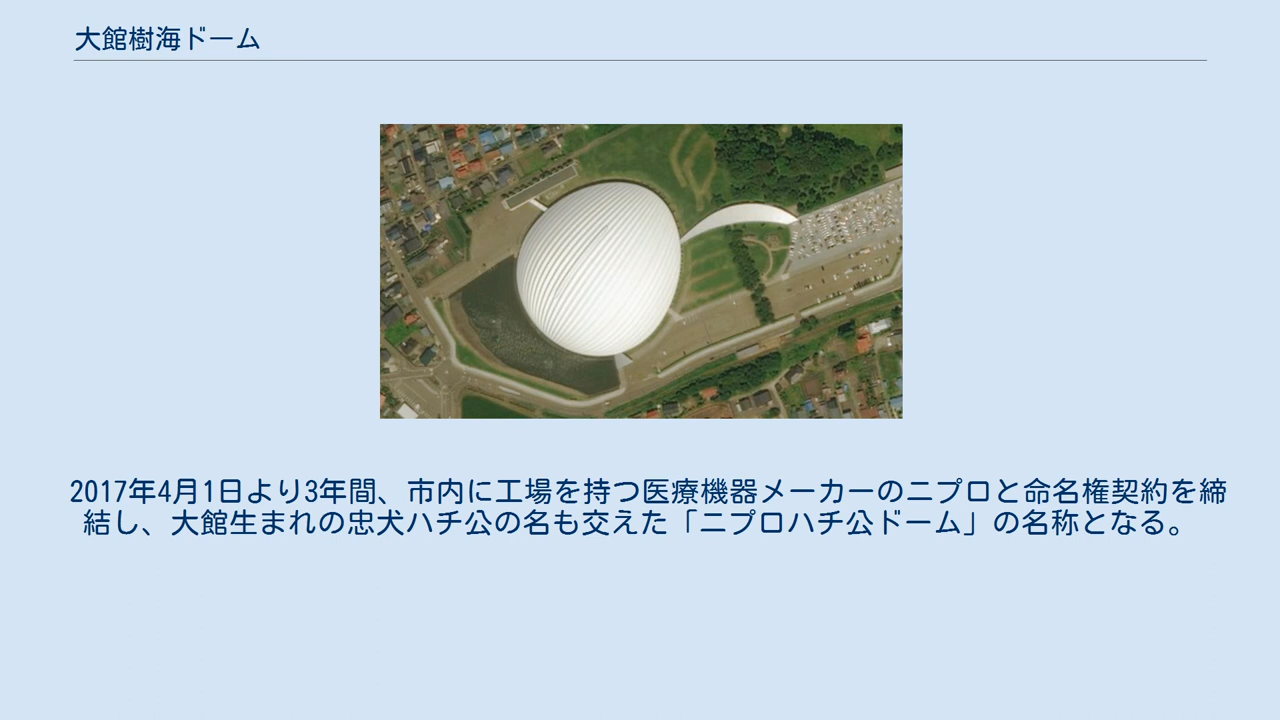 大館樹海ドーム
2017年4月1日より3年間、市内に工場を持つ医療機器メーカーのニプロと命名権契約を締
結し、大館生まれの忠犬ハチ公の名も交えた「ニプロハチ公ドーム」の名称となる。